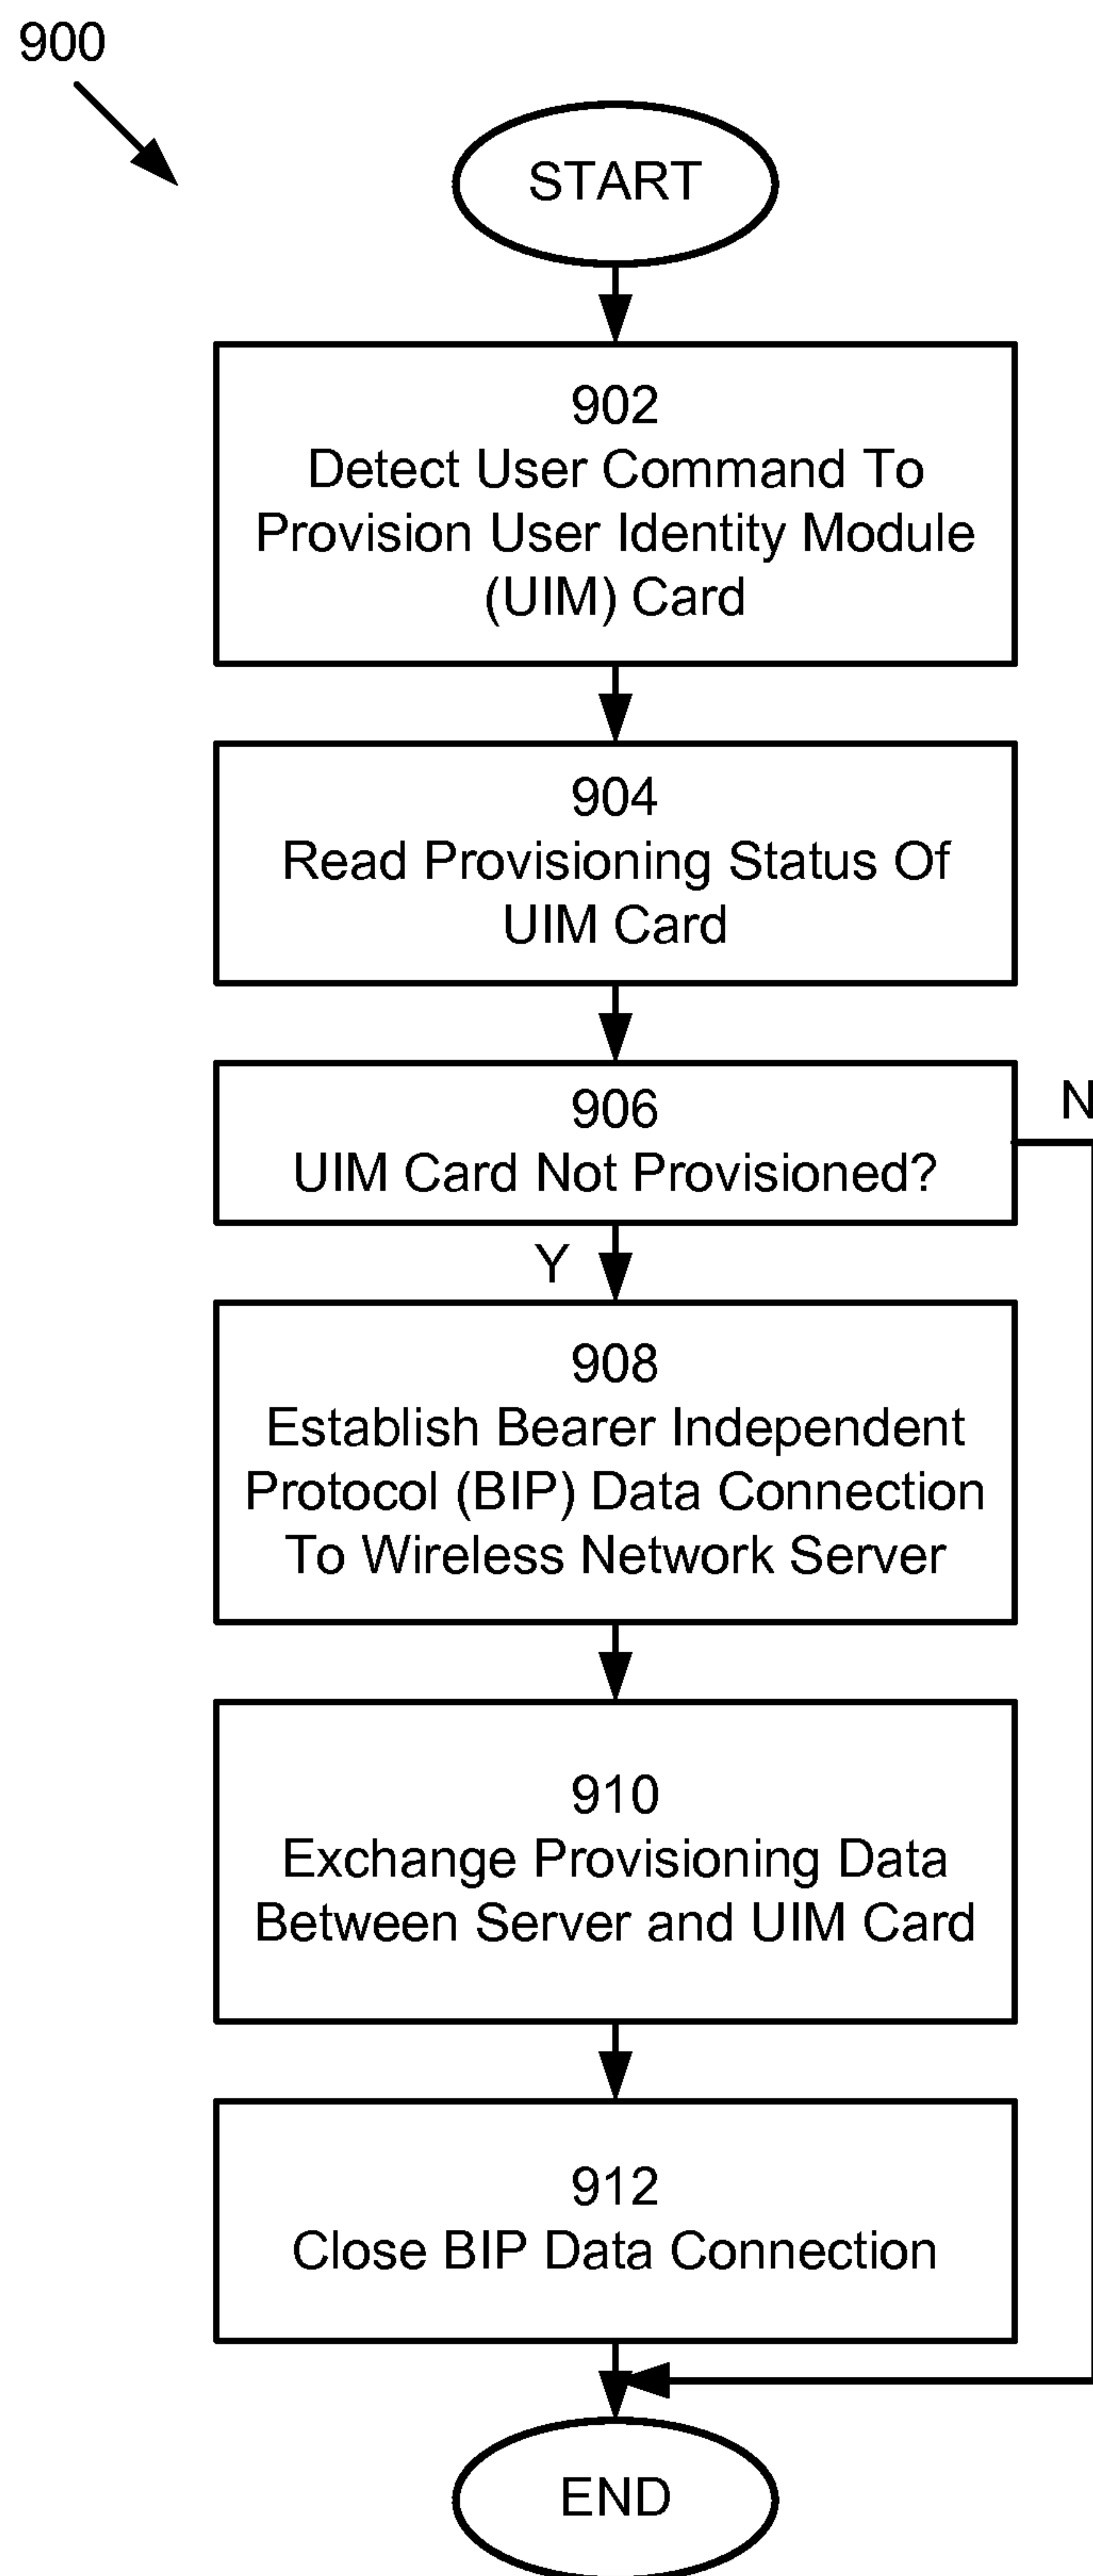 900
START
902
Detect User Command To
Provision User Identity Module
(UIM) Card
904
Read Provisioning Status Of
UIM Card
906
UIM Card Not Provisioned?
N
Y
908
Establish Bearer Independent
Protocol (BIP) Data Connection
To Wireless Network Server
910
Exchange Provisioning Data
Between Server and UIM Card
912
Close BIP Data Connection
END